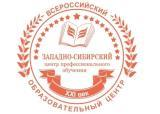 ВСЕРОССИЙСКИЙ
ЗАПАДНО-СИБИРСКИЙ
центр профессионального
обучения
XXI век
ОБРАЗОВАТЕЛЬНЫЙ ЦЕНТР